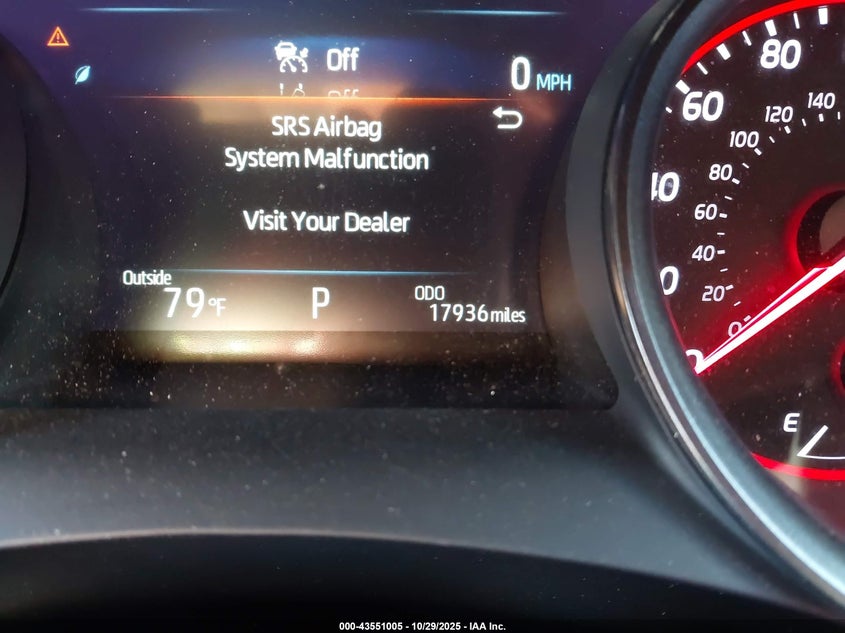 Off
0 MPH
SRS Airbag
System Malfunction
Visit Your Dealer
Outside
79°F
P
ODO
17936 miles
80
60
140
120
100
80
60
40
20
0
E
000-43551005 - 10/29/2025 - IAA Inc.